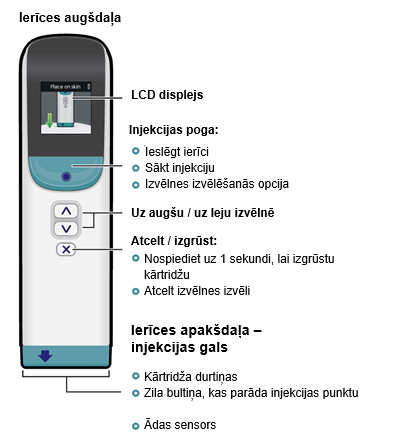 Ierīces augšdaļa
Place on skin
LCD displejs
Injekcijas poga:
Ieslēgt ierīci
Sākt injekciju
Izvēlnes izvēlēšanās opcija
Uz augšu / uz leju izvēlnē
Atcelt / izgrūst:
Nospiediet uz 1 sekundi, lai izgrūstu
kārtridžu
Atcelt izvēlnes izvēli
Ierīces apakšdaļa –
injekcijas gals
Kārtridža durtiņas
Zila bultiņa, kas parāda injekcijas punktu
Ādas sensors